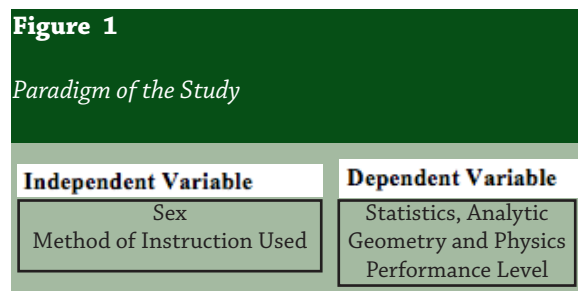 Figure 1
Paradigm of the Study
Independent Variable
Sex
Method of Instruction Used
Dependent Variable
Statistics, Analytic
Geometry and Physics
Performance Level